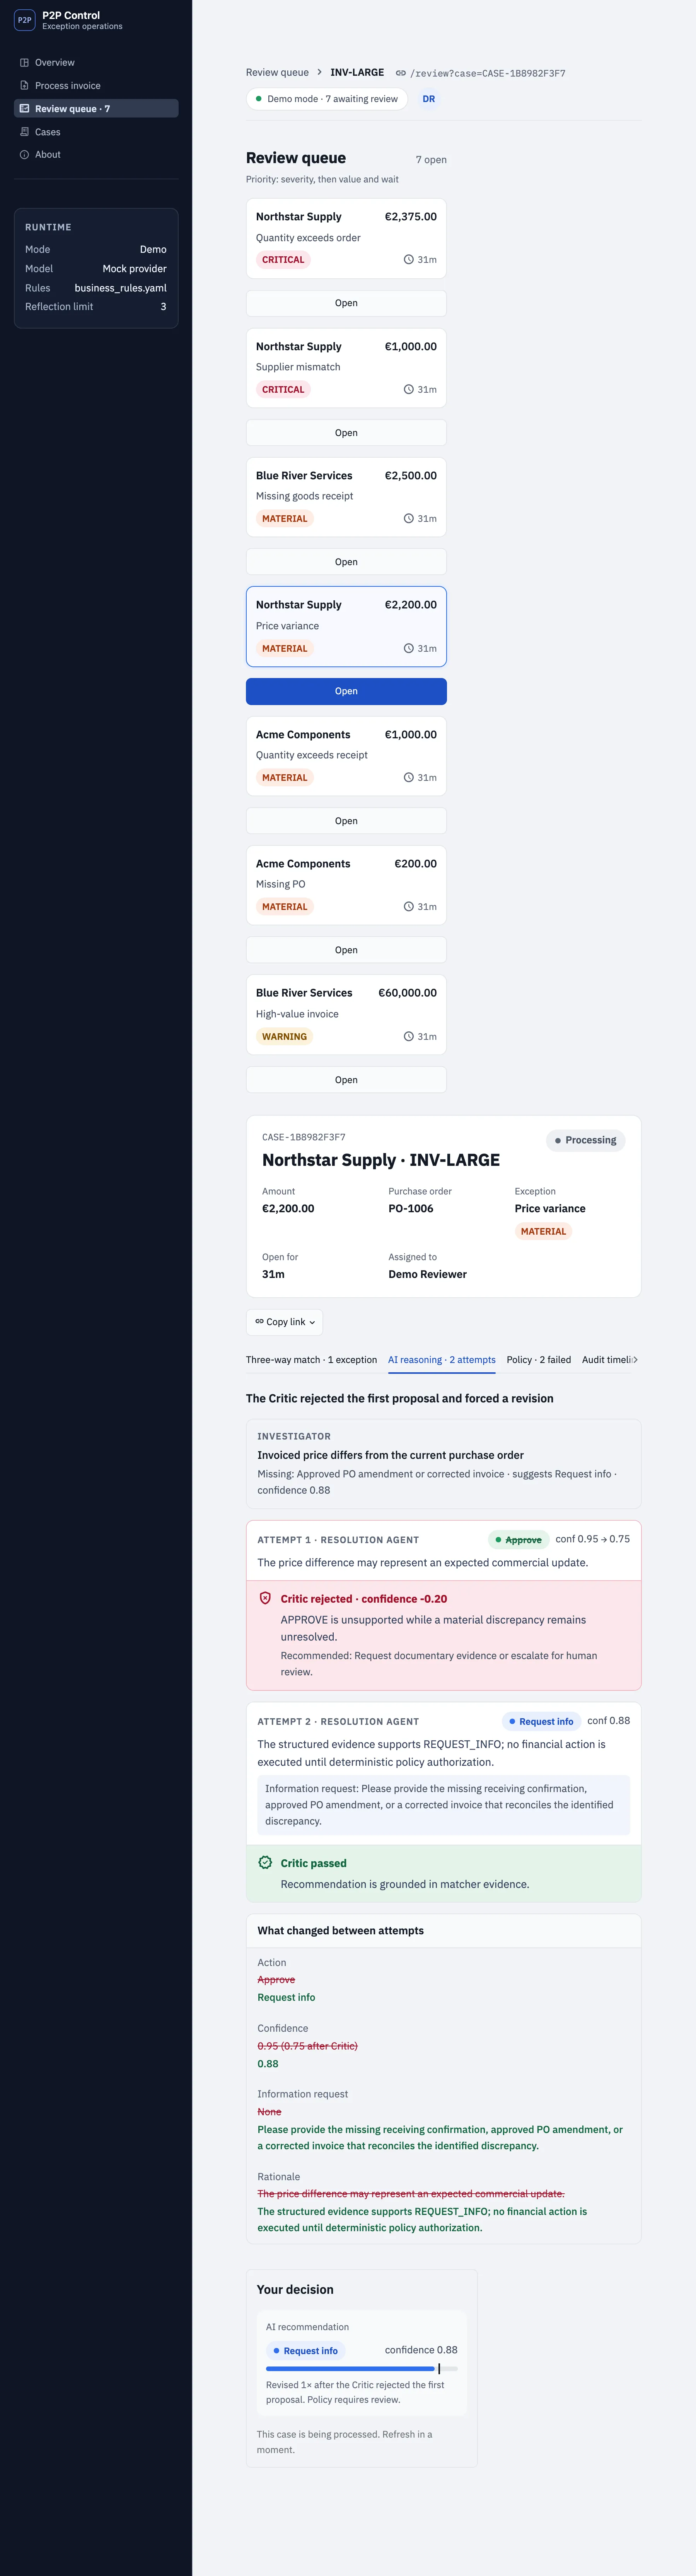 P2P
P2P Control
Exception operations
Overview
Process invoice
Review queue · 7
Cases
About
RUNTIME
Mode Demo
Model Mock provider
Rules business_rules.yaml
Reflection limit 3
Review queue > INV-LARGE /review?case=CASE-1B8982F3F7
Demo mode · 7 awaiting review DR
Review queue 7 open
Priority: severity, then value and wait
Northstar Supply €2,375.00
Quantity exceeds order
CRITICAL 31m
Open
Northstar Supply €1,000.00
Supplier mismatch
CRITICAL 31m
Open
Blue River Services €2,500.00
Missing goods receipt
MATERIAL 31m
Open
Northstar Supply €2,200.00
Price variance
MATERIAL 31m
Open
Acme Components €1,000.00
Quantity exceeds receipt
MATERIAL 31m
Open
Acme Components €200.00
Missing PO
MATERIAL 31m
Open
Blue River Services €60,000.00
High-value invoice
WARNING 31m
Open
CASE-1B8982F3F7 Processing
Northstar Supply · INV-LARGE
Amount Purchase order Exception
€2,200.00 PO-1006 Price variance
MATERIAL
Open for Assigned to
31m Demo Reviewer
Copy link
Three-way match · 1 exception AI reasoning · 2 attempts Policy · 2 failed Audit timeli
The Critic rejected the first proposal and forced a revision
INVESTIGATOR
Invoiced price differs from the current purchase order
Missing: Approved PO amendment or corrected invoice · suggests Request info ·
confidence 0.88
ATTEMPT 1 · RESOLUTION AGENT Approve conf 0.95 → 0.75
The price difference may represent an expected commercial update.
Critic rejected · confidence -0.20
APPROVE is unsupported while a material discrepancy remains
unresolved.
Recommended: Request documentary evidence or escalate for human
review.
ATTEMPT 2 · RESOLUTION AGENT Request info conf 0.88
The structured evidence supports REQUEST_INFO; no financial action is
executed until deterministic policy authorization.
Information request: Please provide the missing receiving confirmation,
approved PO amendment, or a corrected invoice that reconciles the identified
discrepancy.
Critic passed
Recommendation is grounded in matcher evidence.
What changed between attempts
Action
Approve
Request info
Confidence
0.95 (0.75 after Critic)
0.88
Information request
None
Please provide the missing receiving confirmation, approved PO amendment, or
a corrected invoice that reconciles the identified discrepancy.
Rationale
The price difference may represent an expected commercial update.
The structured evidence supports REQUEST_INFO; no financial action is
executed until deterministic policy authorization.
Your decision
AI recommendation
Request info confidence 0.88
Revised 1× after the Critic rejected the first
proposal. Policy requires review.
This case is being processed. Refresh in a
moment.